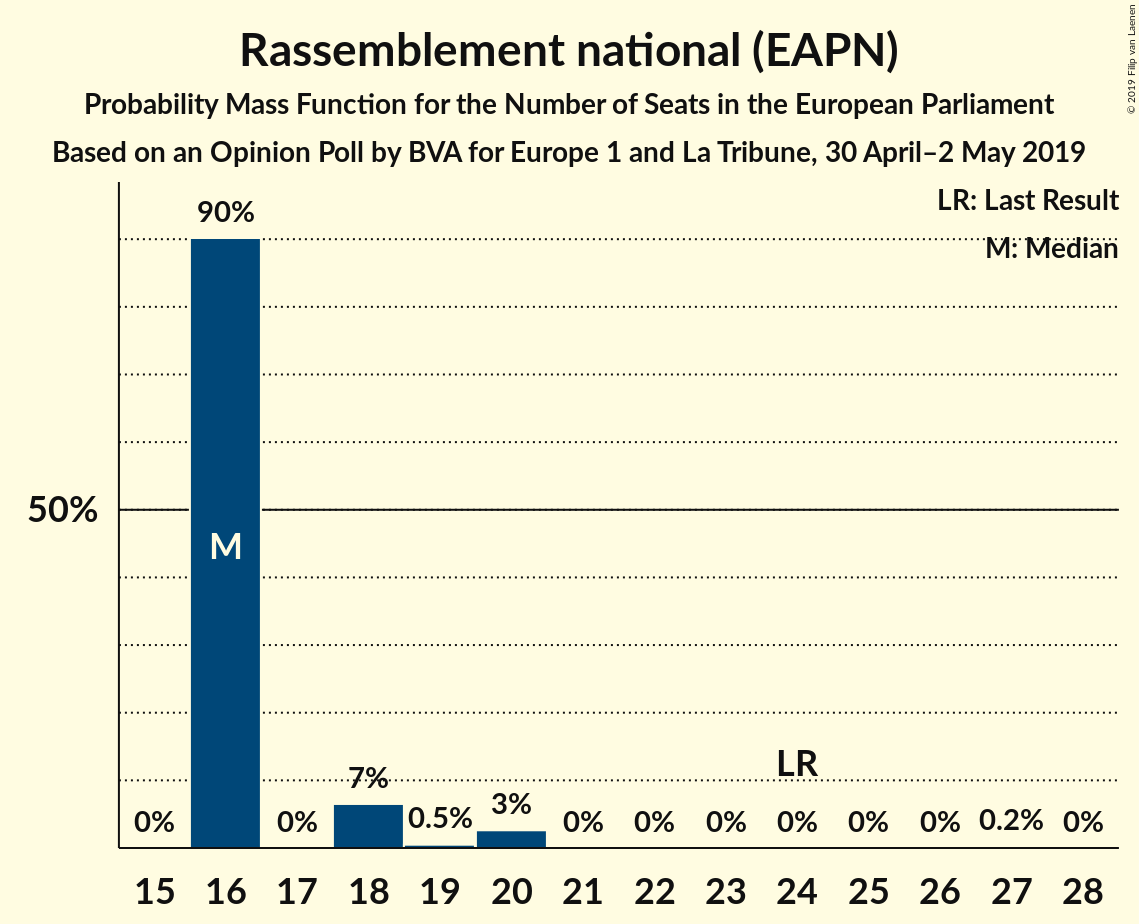 Rassemblement national (EAPN)
Probability Mass Function for the Number of Seats in the European Parliament
Based on an Opinion Poll by BVA for Europe 1 and La Tribune, 30 April–2 May 2019
© 2019 Filip van Laenen
LR: Last Result
M: Median
90%
50%
M
LR
0% 0% 7% 0.5% 3% 0% 0% 0% 0% 0% 0% 0.2% 0%
15 16 17 18 19 20 21 22 23 24 25 26 27 28